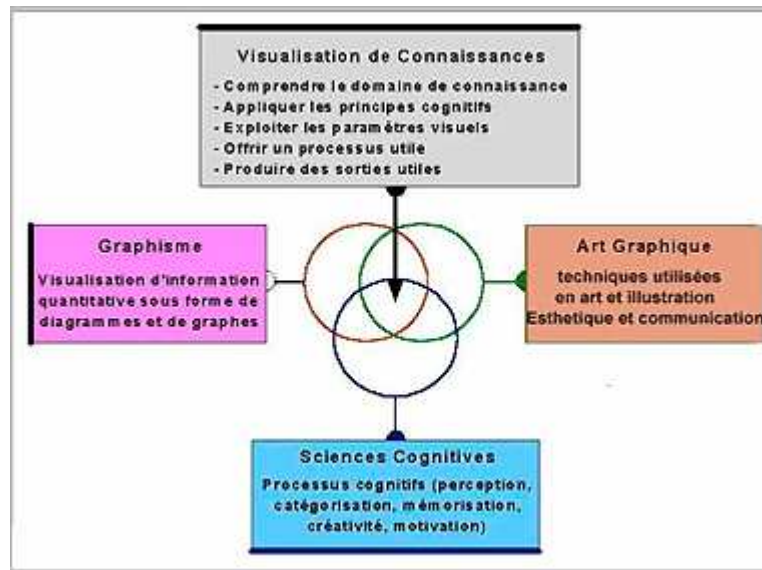 Visualisation de Connaissances
- Comprendre le domaine de connaissance
- Appliquer les principes cognitifs
- Exploiter les paramètres visuels
- Offrir un processus utile
- Produire des sorties utiles
Graphisme
Visualisation d'information
quantitative sous forme de
diagrammes et de graphes
Art Graphique
techniques utilisées
en art et illustration
Esthetique et communication
Sciences Cognitives
Processus cognitifs (perception,
catégorisation, mémorisation,
créativité, motivation)